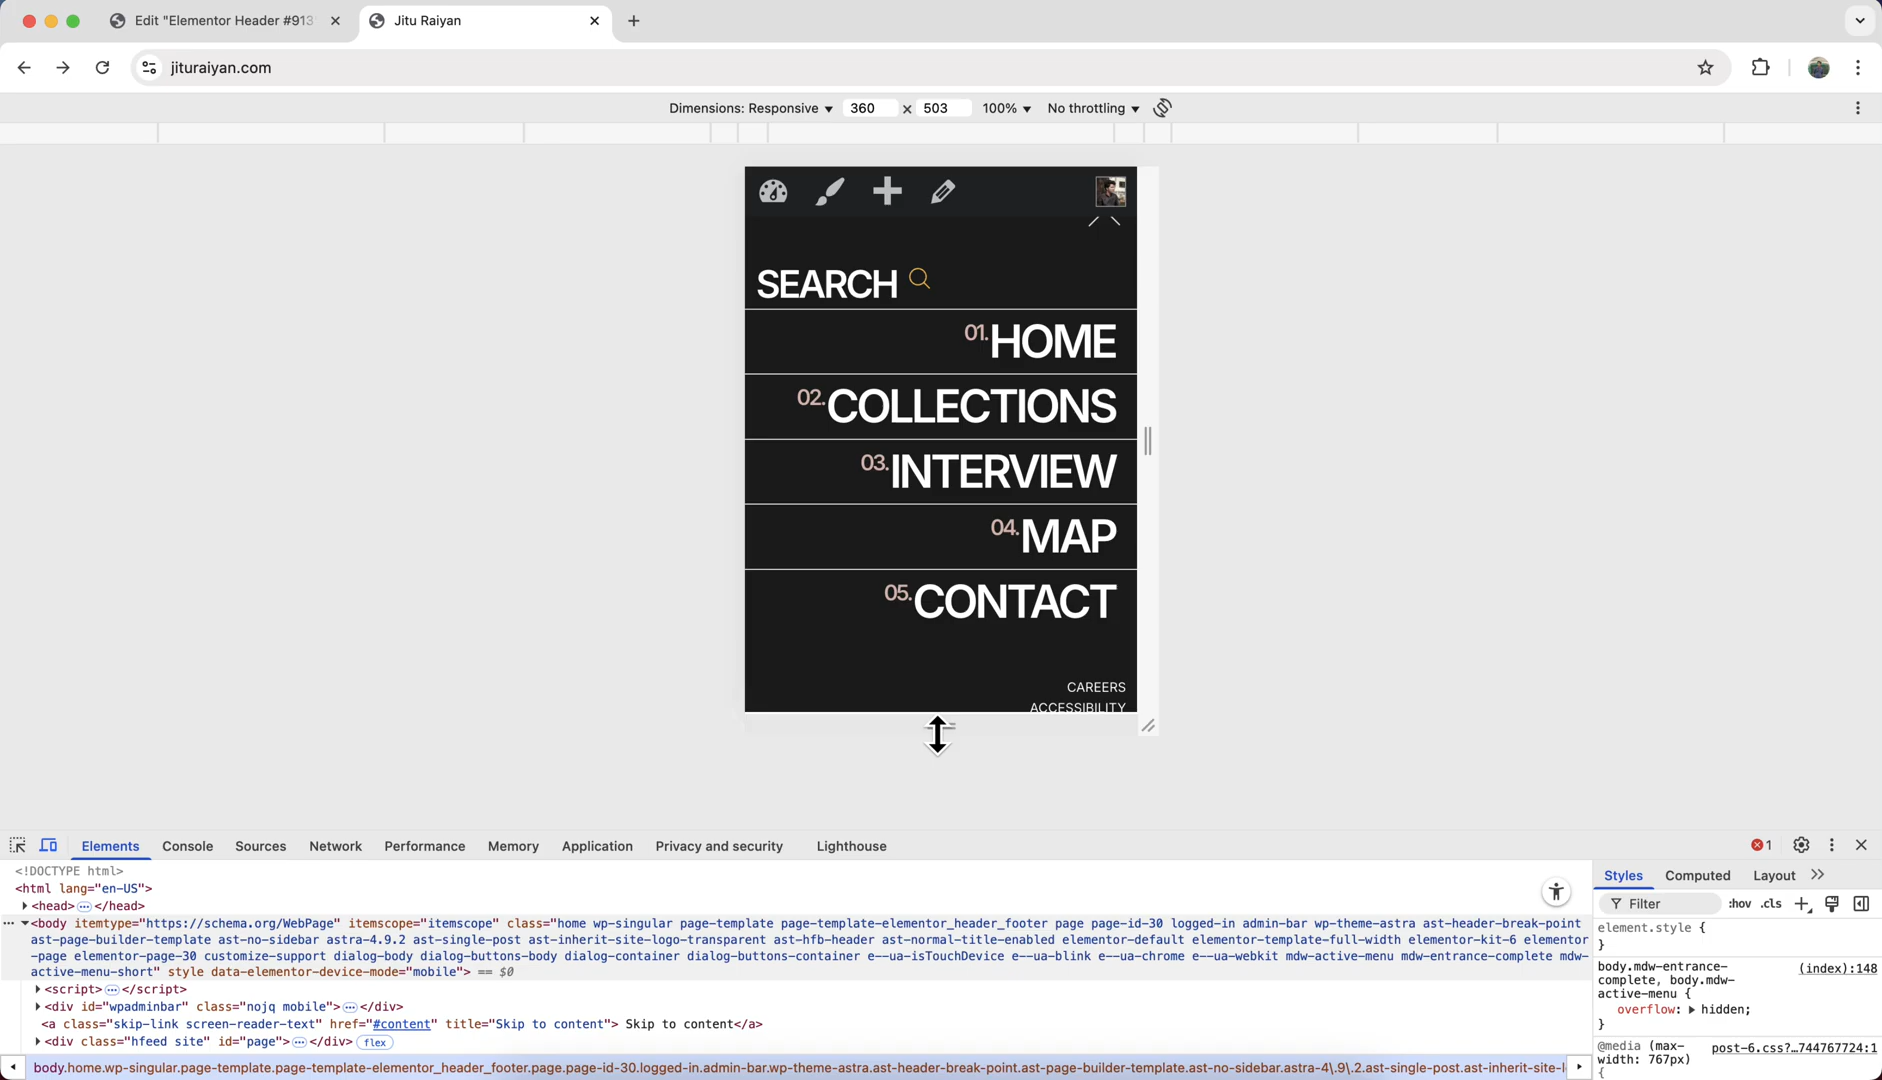 Edit "Elementor Header #913
Jitu Raiyan
jituraiyan.com
Dimensions: Responsive 360 x 503 100% No throttling
SEARCH
01. HOME
02. COLLECTIONS
03. INTERVIEW
04. MAP
05. CONTACT
CAREERS
ACCESSIBILITY
Elements Console Sources Network Performance Memory Application Privacy and security Lighthouse 1
<!DOCTYPE html>
<html lang="en-US">
<head> ··· </head>
··· <body itemtype="https://schema.org/WebPage" itemscope="itemscope" class="home wp-singular page-template page-template-elementor_header_footer page page-id-30 logged-in admin-bar wp-theme-astra ast-header-break-point
ast-page-builder-template ast-no-sidebar astra-4.9.2 ast-single-post ast-inherit-site-logo-transparent ast-hfb-header ast-normal-title-enabled elementor-default elementor-template-full-width elementor-kit-6 elementor
-page elementor-page-30 customize-support dialog-body dialog-buttons-body dialog-container dialog-buttons-container e--ua-isTouchDevice e--ua-blink e--ua-chrome e--ua-webkit mdw-active-menu mdw-entrance-complete mdw-
active-menu-short" style data-elementor-device-mode="mobile"> == $0
<script> ··· </script>
<div id="wpadminbar" class="nojq mobile"> ··· </div>
<a class="skip-link screen-reader-text" href="#content" title="Skip to content"> Skip to content</a>
<div class="hfeed site" id="page"> ··· </div> flex
body.home.wp-singular.page-template.page-template-elementor_header_footer.page.page-id-30.logged-in.admin-bar.wp-theme-astra.ast-header-break-point.ast-page-builder-template.ast-no-sidebar.astra-4\.9\.2.ast-single-post.ast-inherit-site-l
Styles Computed Layout
Filter :hov .cls
element.style {
}
body.mdw-entrance- (index):148
complete, body.mdw-
active-menu {
overflow: hidden;
}
@media (max- post-6.css?…744767724:1
width: 767px)
{